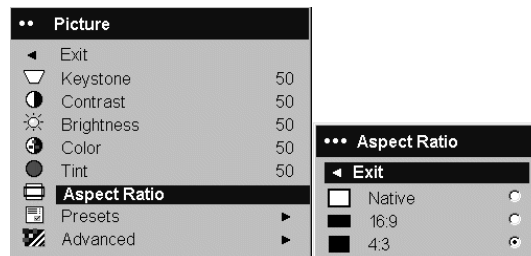 Picture
Exit
Keystone 50
Contrast 50
Brightness 50
Color 50
Tint 50
Aspect Ratio
Presets
Advanced
Aspect Ratio
Exit
Native
16:9
4:3